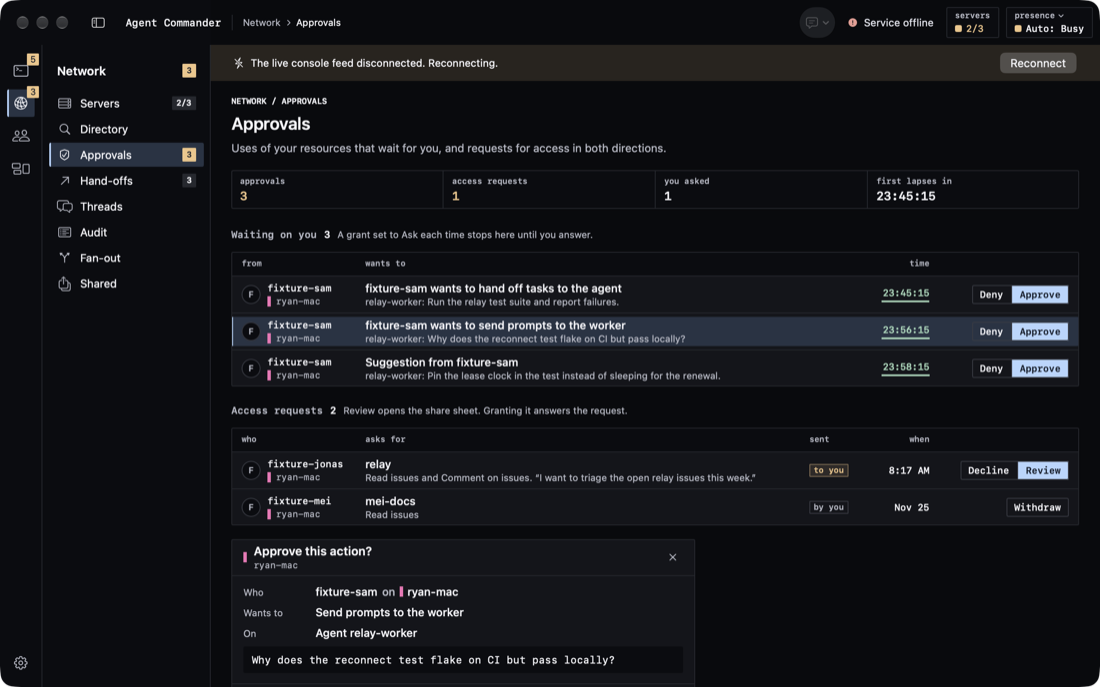 Agent Commander
Network > Approvals
Service offline
servers
2/3
presence
Auto: Busy
5
3
Network 3
Servers 2/3
Directory
Approvals 3
Hand-offs 3
Threads
Audit
Fan-out
Shared
The live console feed disconnected. Reconnecting.
Reconnect
NETWORK / APPROVALS
Approvals
Uses of your resources that wait for you, and requests for access in both directions.
approvals
3
access requests
1
you asked
1
first lapses in
23:45:15
Waiting on you 3 A grant set to Ask each time stops here until you answer.
from wants to time
F
fixture-sam
ryan-mac
fixture-sam wants to hand off tasks to the agent
relay-worker: Run the relay test suite and report failures.
23:45:15
Deny Approve
F
fixture-sam
ryan-mac
fixture-sam wants to send prompts to the worker
relay-worker: Why does the reconnect test flake on CI but pass locally?
23:56:15
Deny Approve
F
fixture-sam
ryan-mac
Suggestion from fixture-sam
relay-worker: Pin the lease clock in the test instead of sleeping for the renewal.
23:58:15
Deny Approve
Access requests 2 Review opens the share sheet. Granting it answers the request.
who asks for sent when
F
fixture-jonas
ryan-mac
relay
Read issues and Comment on issues. “I want to triage the open relay issues this week.”
to you
8:17 AM
Decline Review
F
fixture-mei
ryan-mac
mei-docs
Read issues
by you
Nov 25
Withdraw
Approve this action?
ryan-mac
Who fixture-sam on ryan-mac
Wants to Send prompts to the worker
On Agent relay-worker
Why does the reconnect test flake on CI but pass locally?